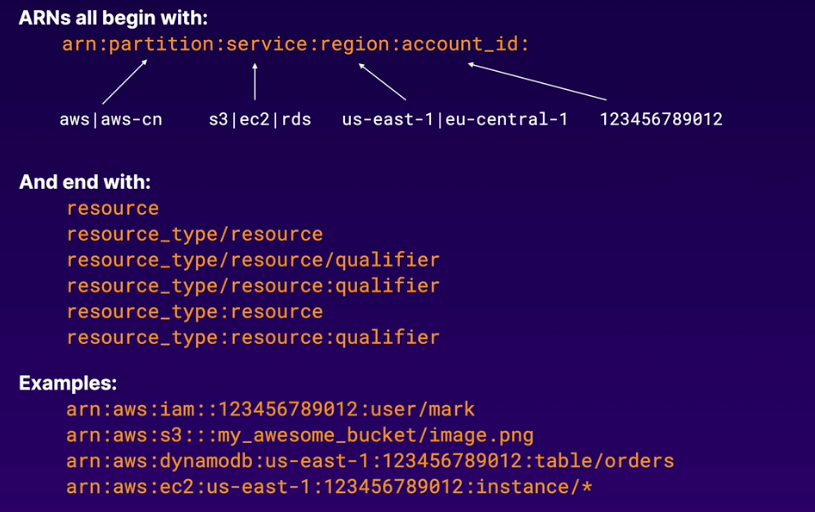 ARNs all begin with:
arn:partition:service:region:account_id:
aws|aws-cn s3|ec2|rds us-east-1|eu-central-1 123456789012
And end with:
resource
resource_type/resource
resource_type/resource/qualifier
resource_type/resource:qualifier
resource_type:resource
resource_type:resource:qualifier
Examples:
arn:aws:iam::123456789012:user/mark
arn:aws:s3:::my_awesome_bucket/image.png
arn:aws:dynamodb:us-east-1:123456789012:table/orders
arn:aws:ec2:us-east-1:123456789012:instance/*